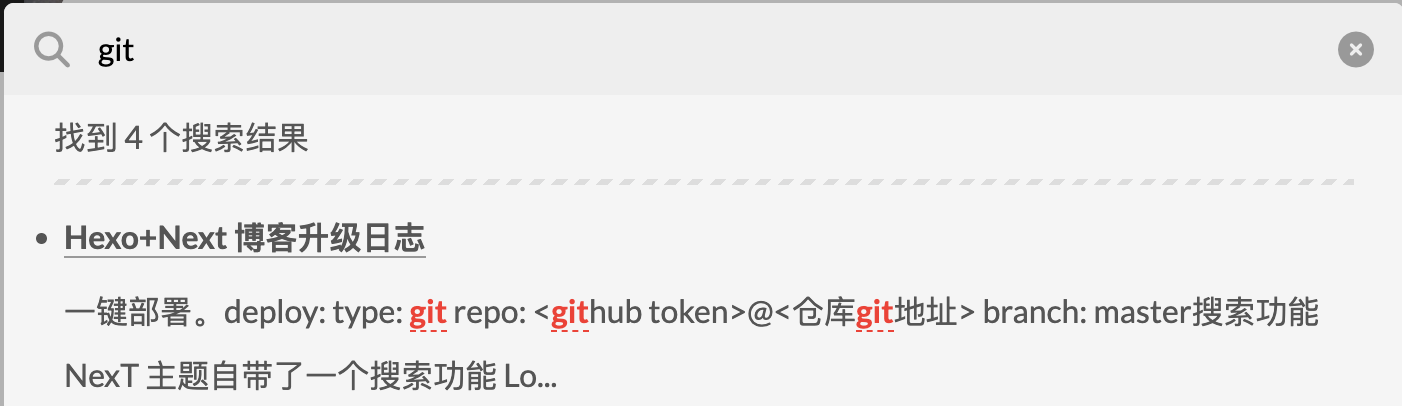 git
找到 4 个搜索结果
Hexo+Next 博客升级日志
一键部署。deploy: type: git repo: <github token>@<仓库git地址> branch: master搜索功能
NexT 主题自带了一个搜索功能 Lo...